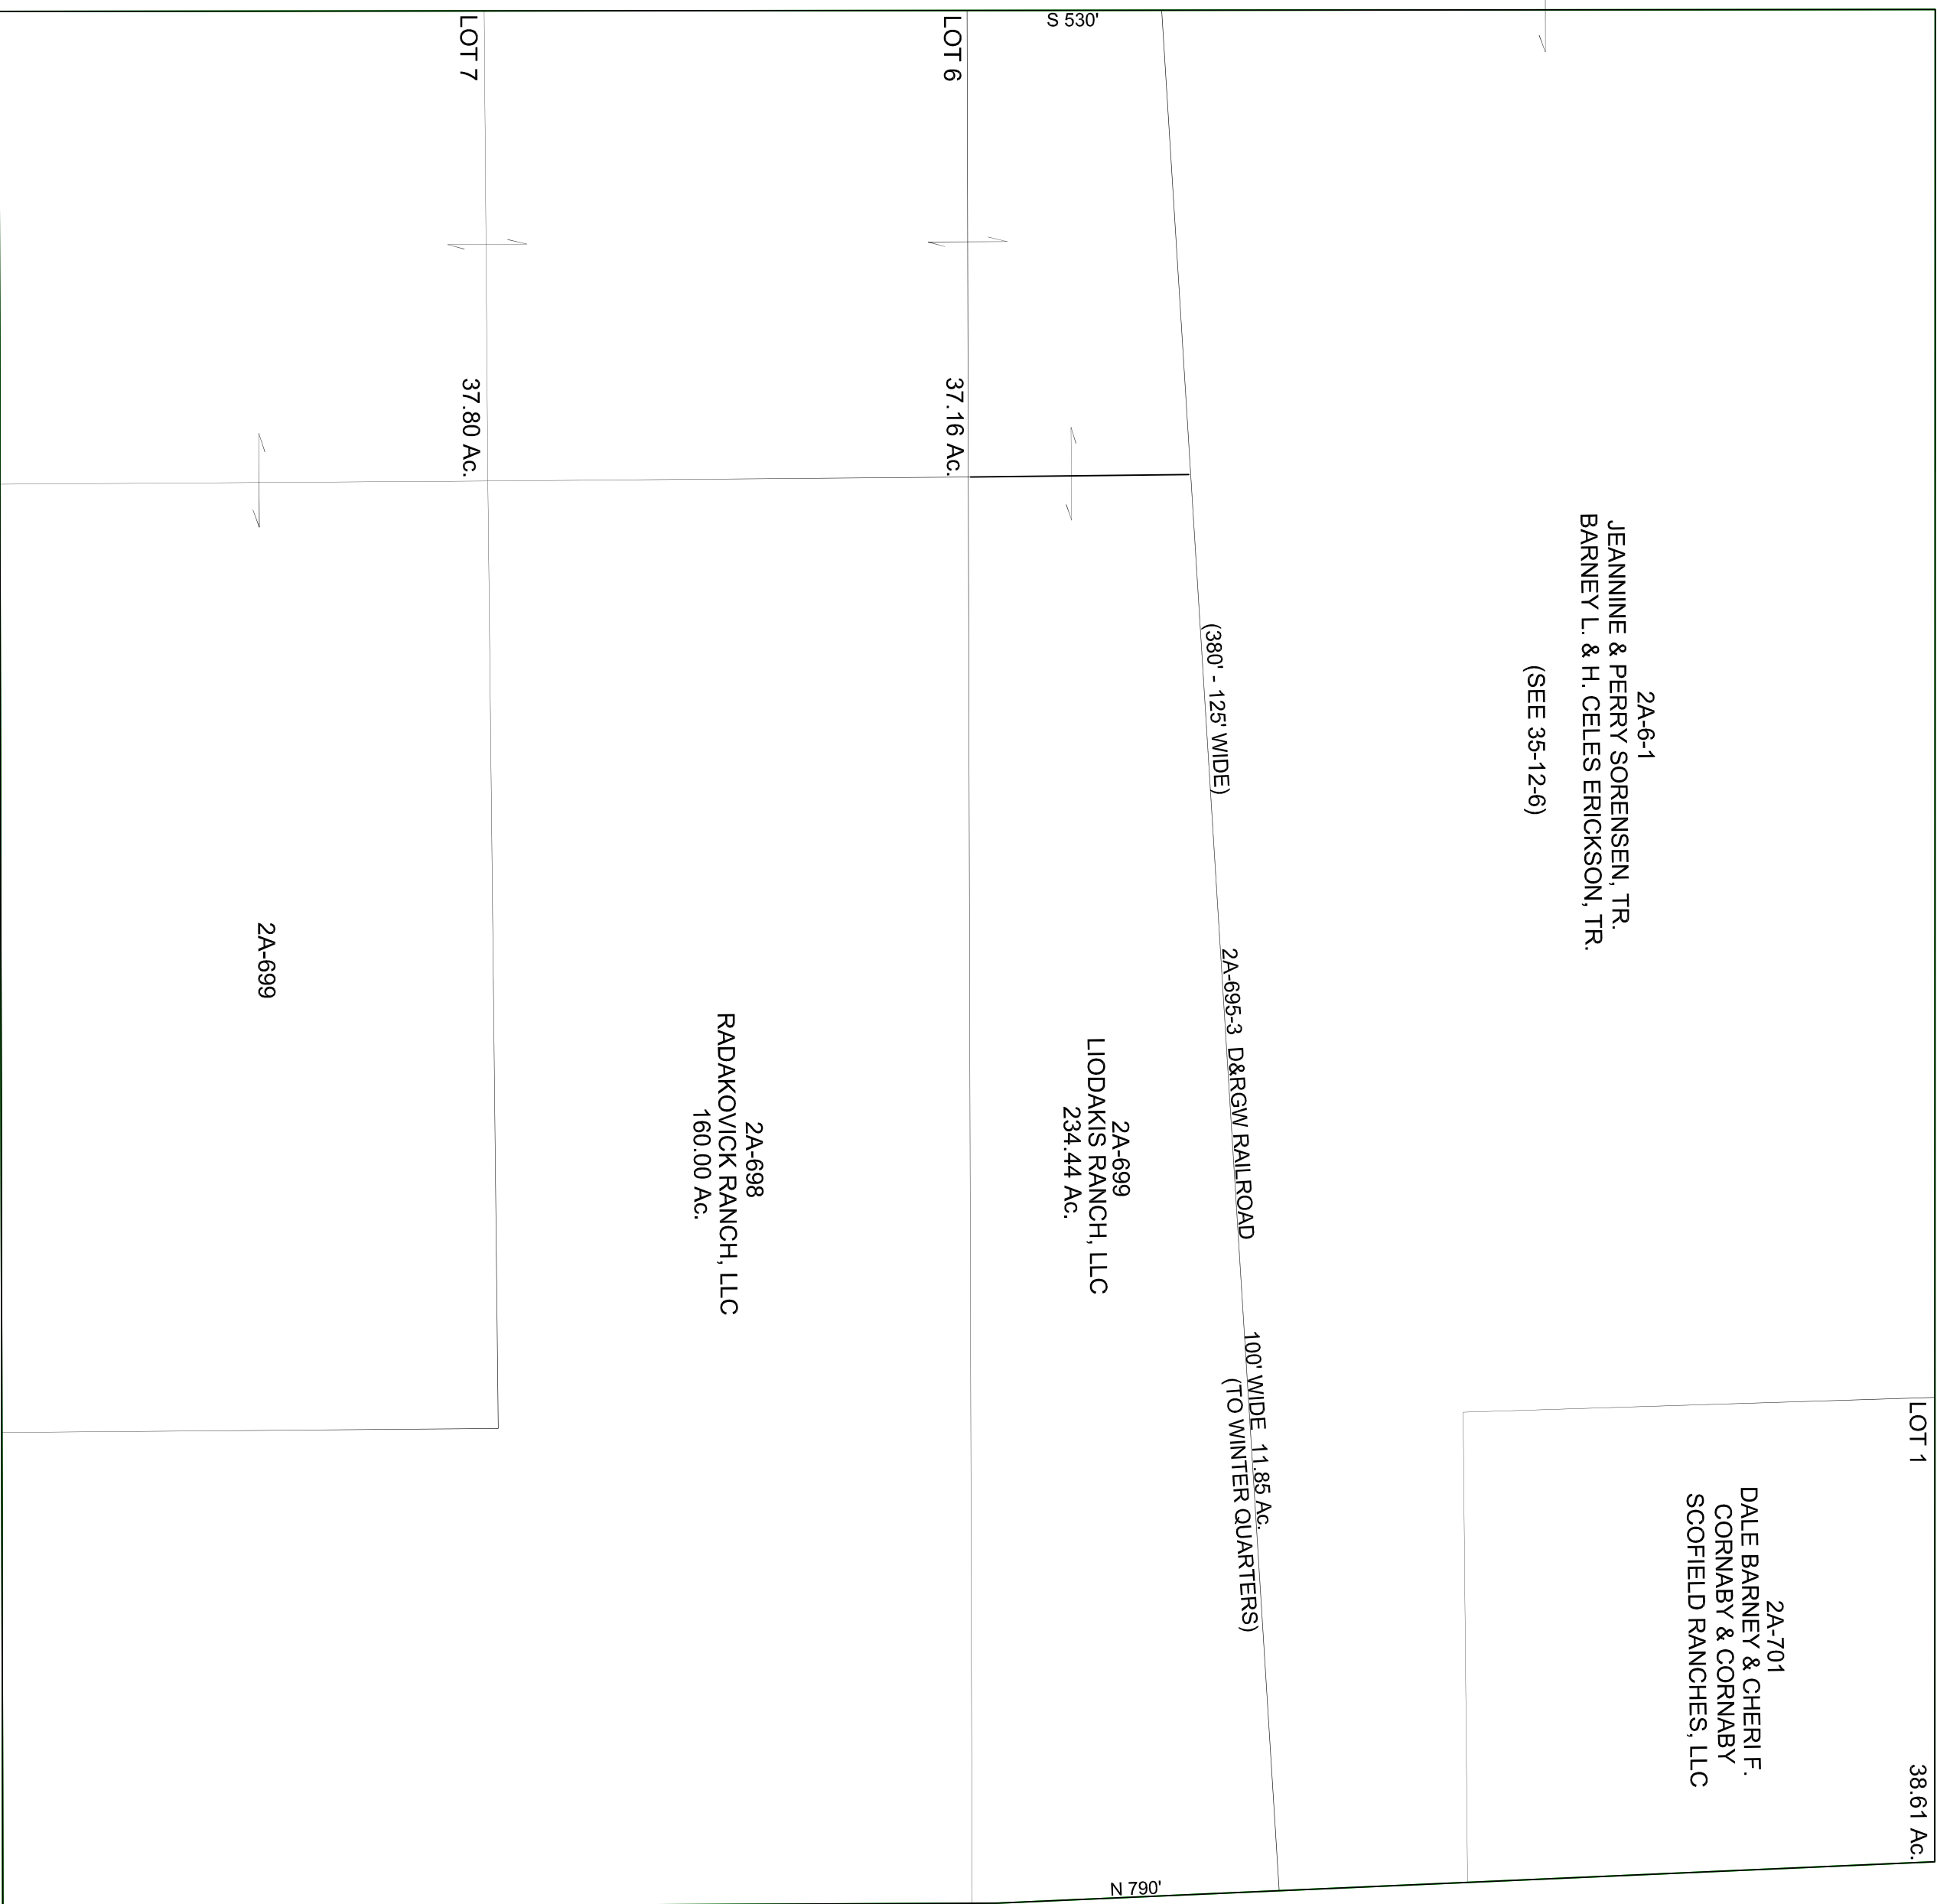 S 530'
LOT 7
LOT 6
37.80 Ac.
37.16 Ac.
2A-6-1
JEANNINE & PERRY SORENSEN, TR.
BARNEY L. & H. CELES ERICKSON, TR.
(SEE 35-12-6)
LOT 1
38.61 Ac.
2A-701
DALE BARNEY & CHERI F.
CORNABY & CORNABY
SCOFIELD RANCHES, LLC
(380' - 125' WIDE)
2A-695-3 D&RGW RAILROAD
100' WIDE 11.85 Ac.
(TO WINTER QUARTERS)
2A-699
LIODAKIS RANCH, LLC
234.44 Ac.
2A-698
RADAKOVICK RANCH, LLC
160.00 Ac.
2A-699
N 790'